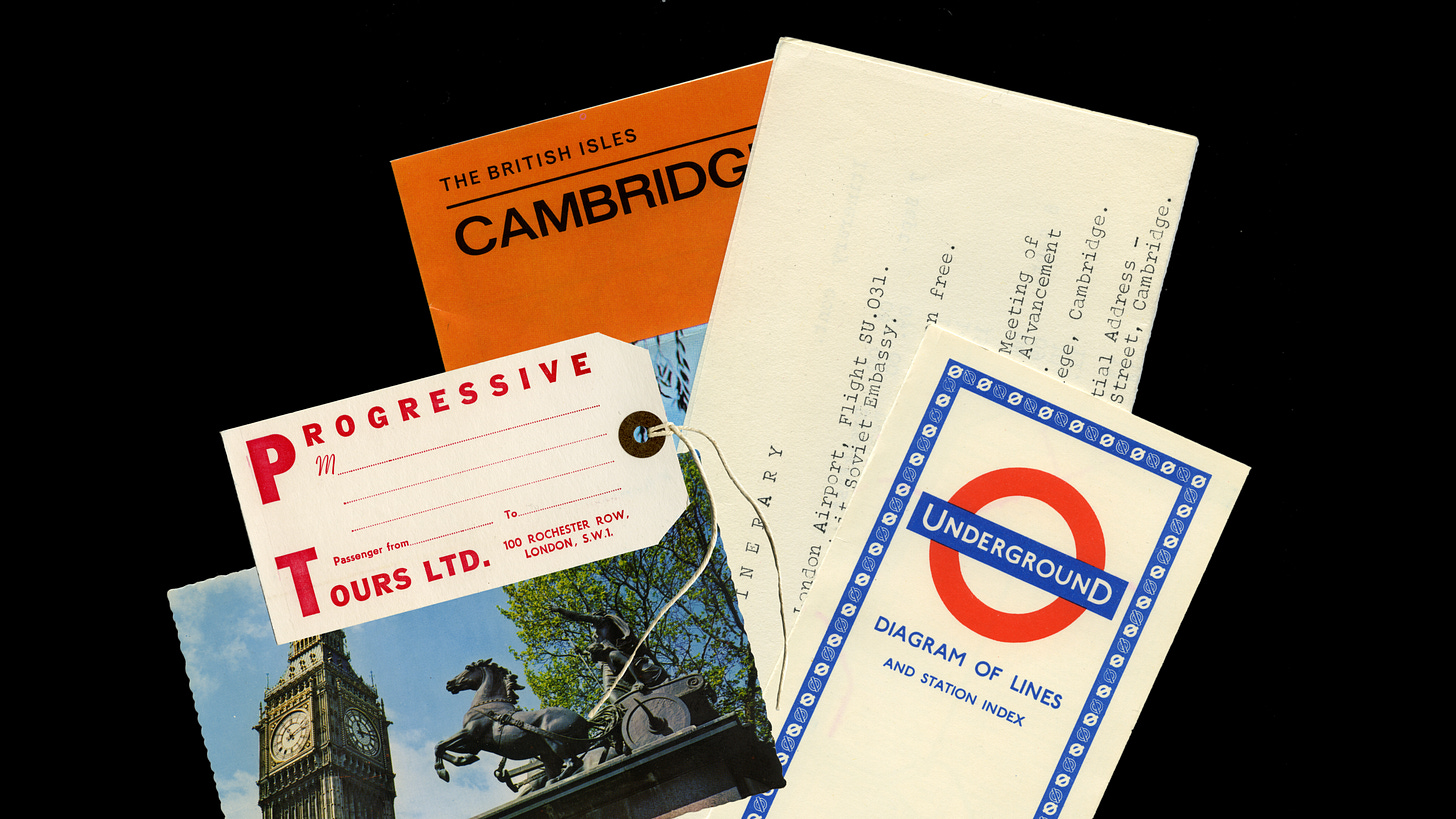 THE BRITISH ISLES
CAMBRIDG
PROGRESSIVE
M
Passenger from To
TOURS LTD.
100 ROCHESTER ROW,
LONDON, S.W.1.
INERARY
London Airport, Flight SU.031.
it Soviet Embassy.
n free.
Meeting of
Advancement
ege, Cambridge.
tial Address -
Street, Cambridge.
UNDERGROUND
DIAGRAM OF LINES
AND STATION INDEX